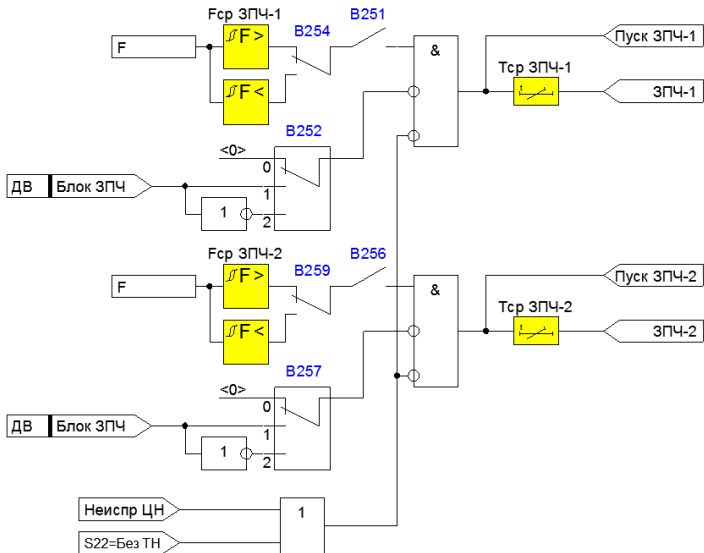 Fср ЗПЧ-1
B251
B254
F
F >
Пуск ЗПЧ-1
&
Tср ЗПЧ-1
t
ЗПЧ-1
F <
B252
<0>
0
ДВ Блок ЗПЧ
1
1
2
Fср ЗПЧ-2
B256
B259
F
F >
Пуск ЗПЧ-2
&
Tср ЗПЧ-2
t
ЗПЧ-2
F <
B257
<0>
0
ДВ Блок ЗПЧ
1
1
2
Неиспр ЦН
1
S22=Без ТН